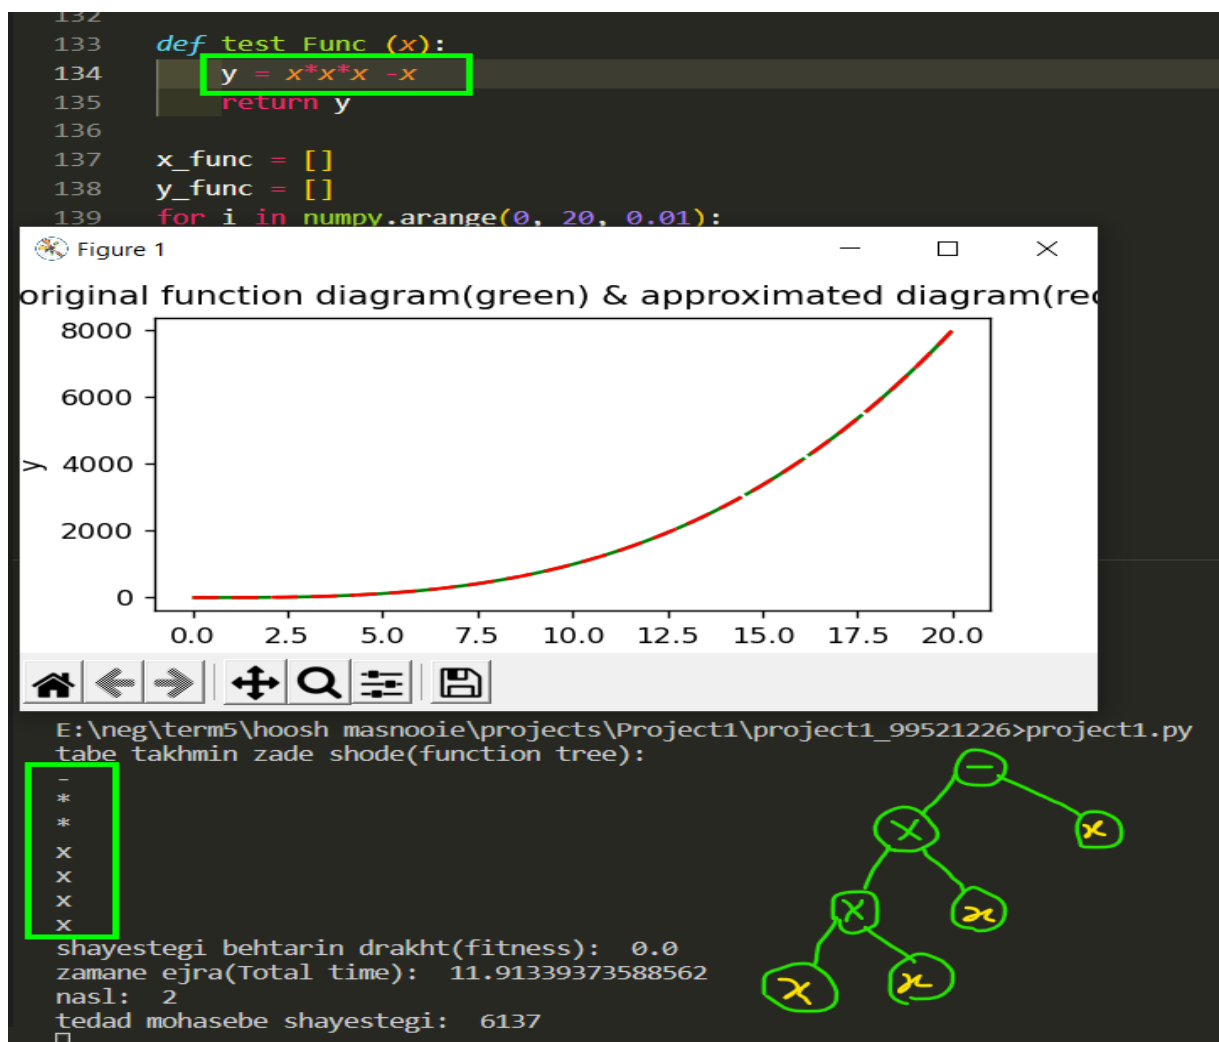 132
133 def test_Func (x):
134 y = x*x*x -x
135 return y
136
137 x_func = []
138 y_func = []
139 for i in numpy.arange(0, 20, 0.01):
Figure 1
original function diagram(green) & approximated diagram(red
8000
6000
4000
2000
0
y
0.0 2.5 5.0 7.5 10.0 12.5 15.0 17.5 20.0
E:\neg\term5\hoosh masnooie\projects\Project1\project1_99521226>project1.py
tabe takhmin zade shode(function tree):
-
*
*
x
x
x
x
shayestegi behtarin drakht(fitness): 0.0
zamane ejra(Total time): 11.91339373588562
nasl: 2
tedad mohasebe shayestegi: 6137
−
× x
× x
x x